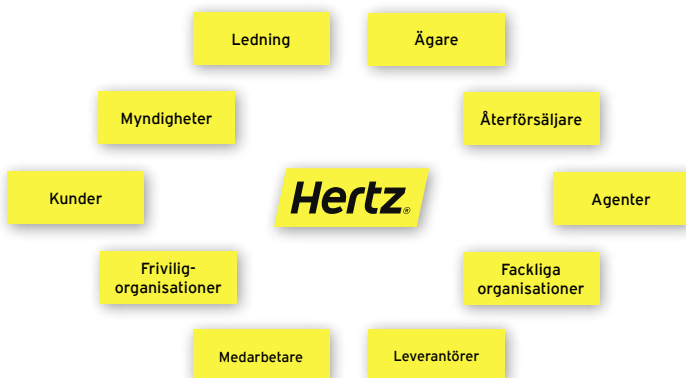 Ledning
Ägare
Myndigheter
Återförsäljare
Kunder
Hertz®
Agenter
Frivilig-
organisationer
Fackliga
organisationer
Medarbetare
Leverantörer